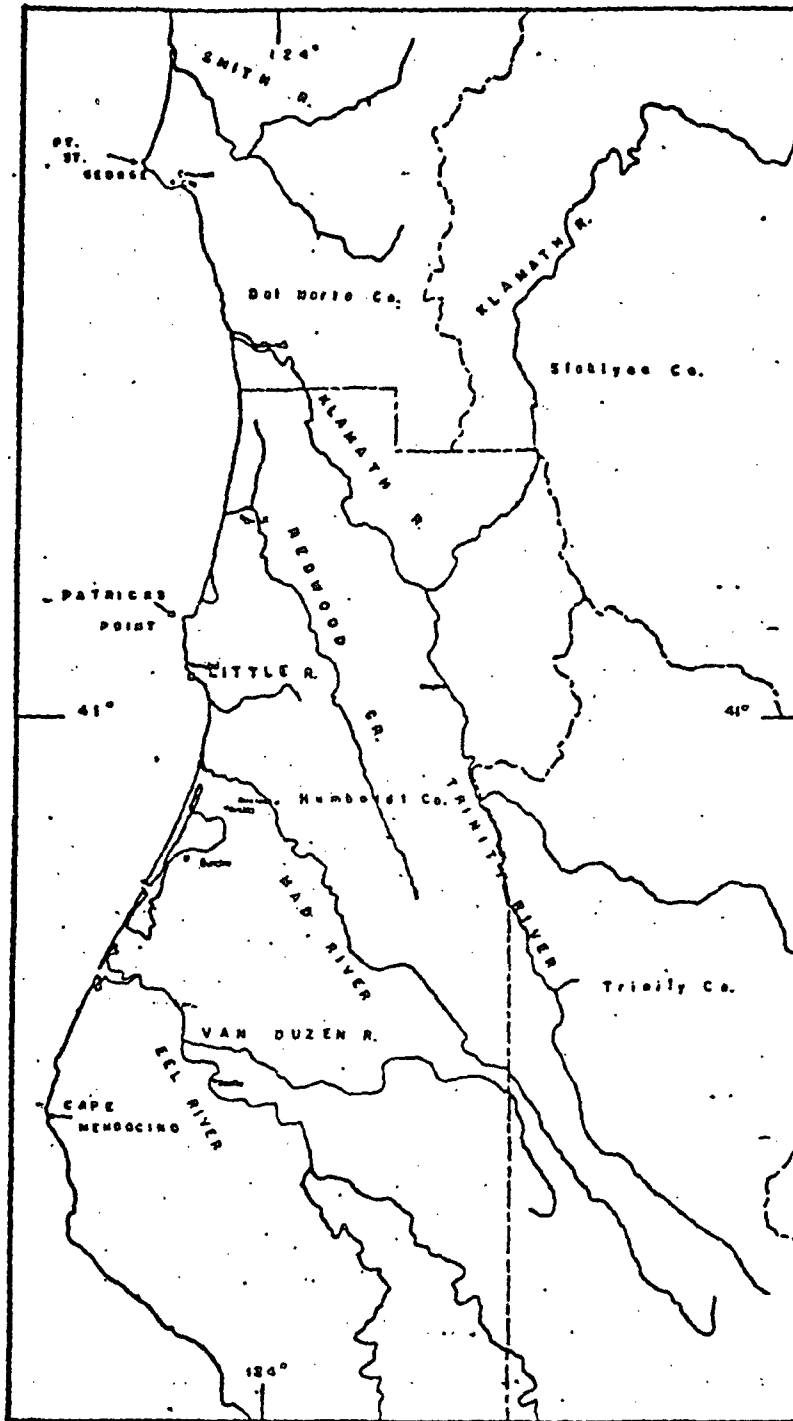 124°
SMITH R.
PT.
ST.
GEORGE
KLAMATH R.
Del Norte Co.
Siskiyou Co.
KLAMATH R.
REDWOOD CR.
PATRICKS
POINT
LITTLE R.
41°
41°
Humboldt Co.
TRINITY RIVER
Eureka
MAD RIVER
Trinity Co.
VAN DUZEN R.
EEL RIVER
CAPE
MENDOCINO
124°